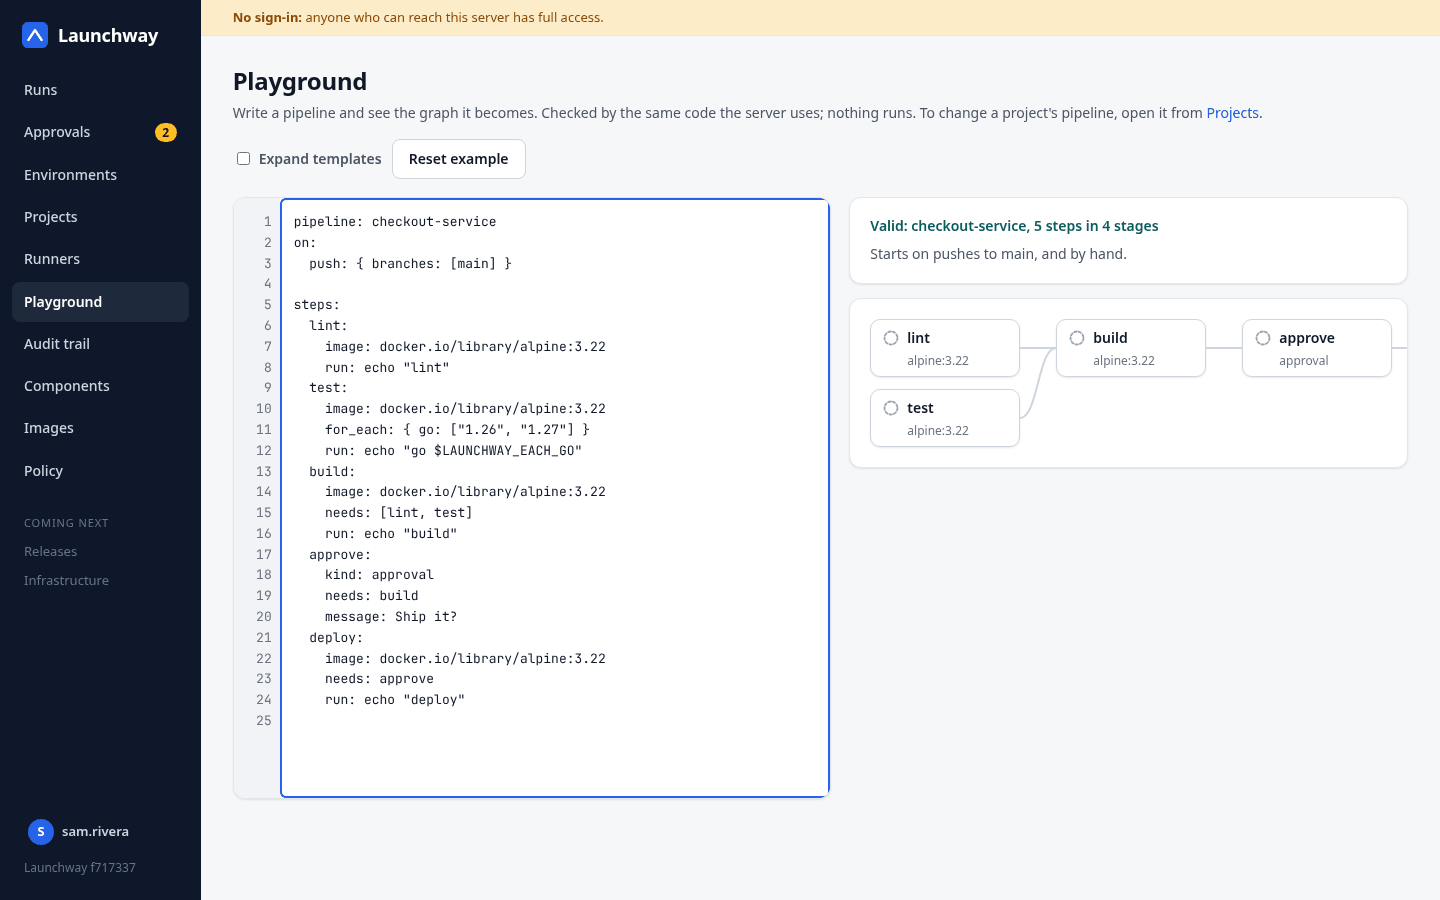 No sign-in: anyone who can reach this server has full access.
Launchway
Runs
Approvals 2
Environments
Projects
Runners
Playground
Audit trail
Components
Images
Policy
COMING NEXT
Releases
Infrastructure
S sam.rivera
Launchway f717337
Playground
Write a pipeline and see the graph it becomes. Checked by the same code the server uses; nothing runs. To change a project's pipeline, open it from Projects.
Expand templates
Reset example
1 pipeline: checkout-service
2 on:
3   push: { branches: [main] }
4
5 steps:
6   lint:
7     image: docker.io/library/alpine:3.22
8     run: echo "lint"
9   test:
10     image: docker.io/library/alpine:3.22
11     for_each: { go: ["1.26", "1.27"] }
12     run: echo "go $LAUNCHWAY_EACH_GO"
13   build:
14     image: docker.io/library/alpine:3.22
15     needs: [lint, test]
16     run: echo "build"
17   approve:
18     kind: approval
19     needs: build
20     message: Ship it?
21   deploy:
22     image: docker.io/library/alpine:3.22
23     needs: approve
24     run: echo "deploy"
25
Valid: checkout-service, 5 steps in 4 stages
Starts on pushes to main, and by hand.
lint
alpine:3.22
build
alpine:3.22
approve
approval
test
alpine:3.22